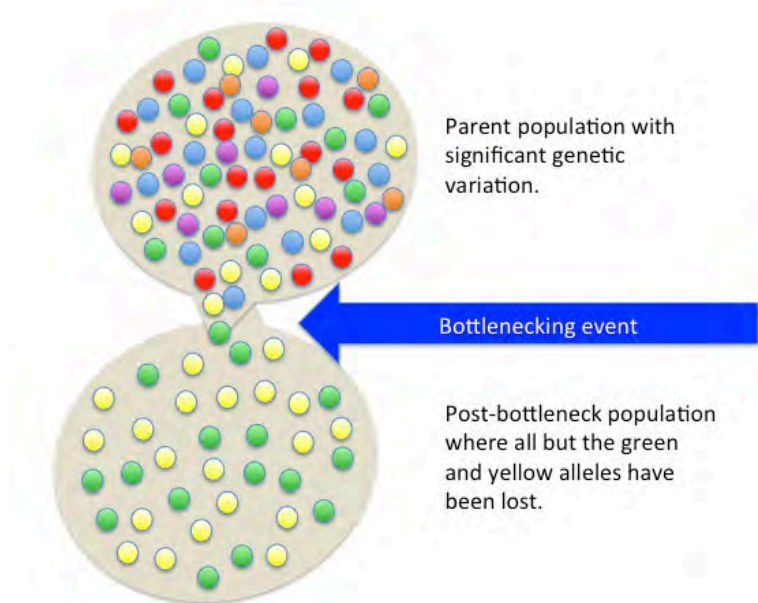 Parent population with
significant genetic
variation.
Bottlenecking event
Post-bottleneck population
where all but the green
and yellow alleles have
been lost.